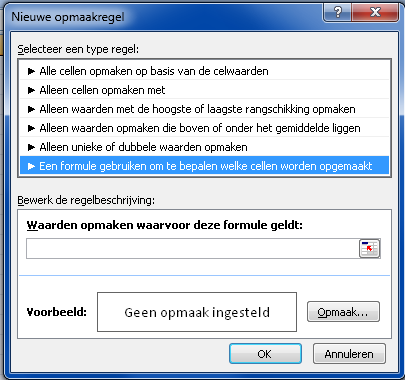 Nieuwe opmaakregel
Selecteer een type regel:
► Alle cellen opmaken op basis van de celwaarden
► Alleen cellen opmaken met
► Alleen waarden met de hoogste of laagste rangschikking opmaken
► Alleen waarden opmaken die boven of onder het gemiddelde liggen
► Alleen unieke of dubbele waarden opmaken
► Een formule gebruiken om te bepalen welke cellen worden opgemaakt
Bewerk de regelbeschrijving:
Waarden opmaken waarvoor deze formule geldt:
Voorbeeld: Geen opmaak ingesteld Opmaak...
OK Annuleren